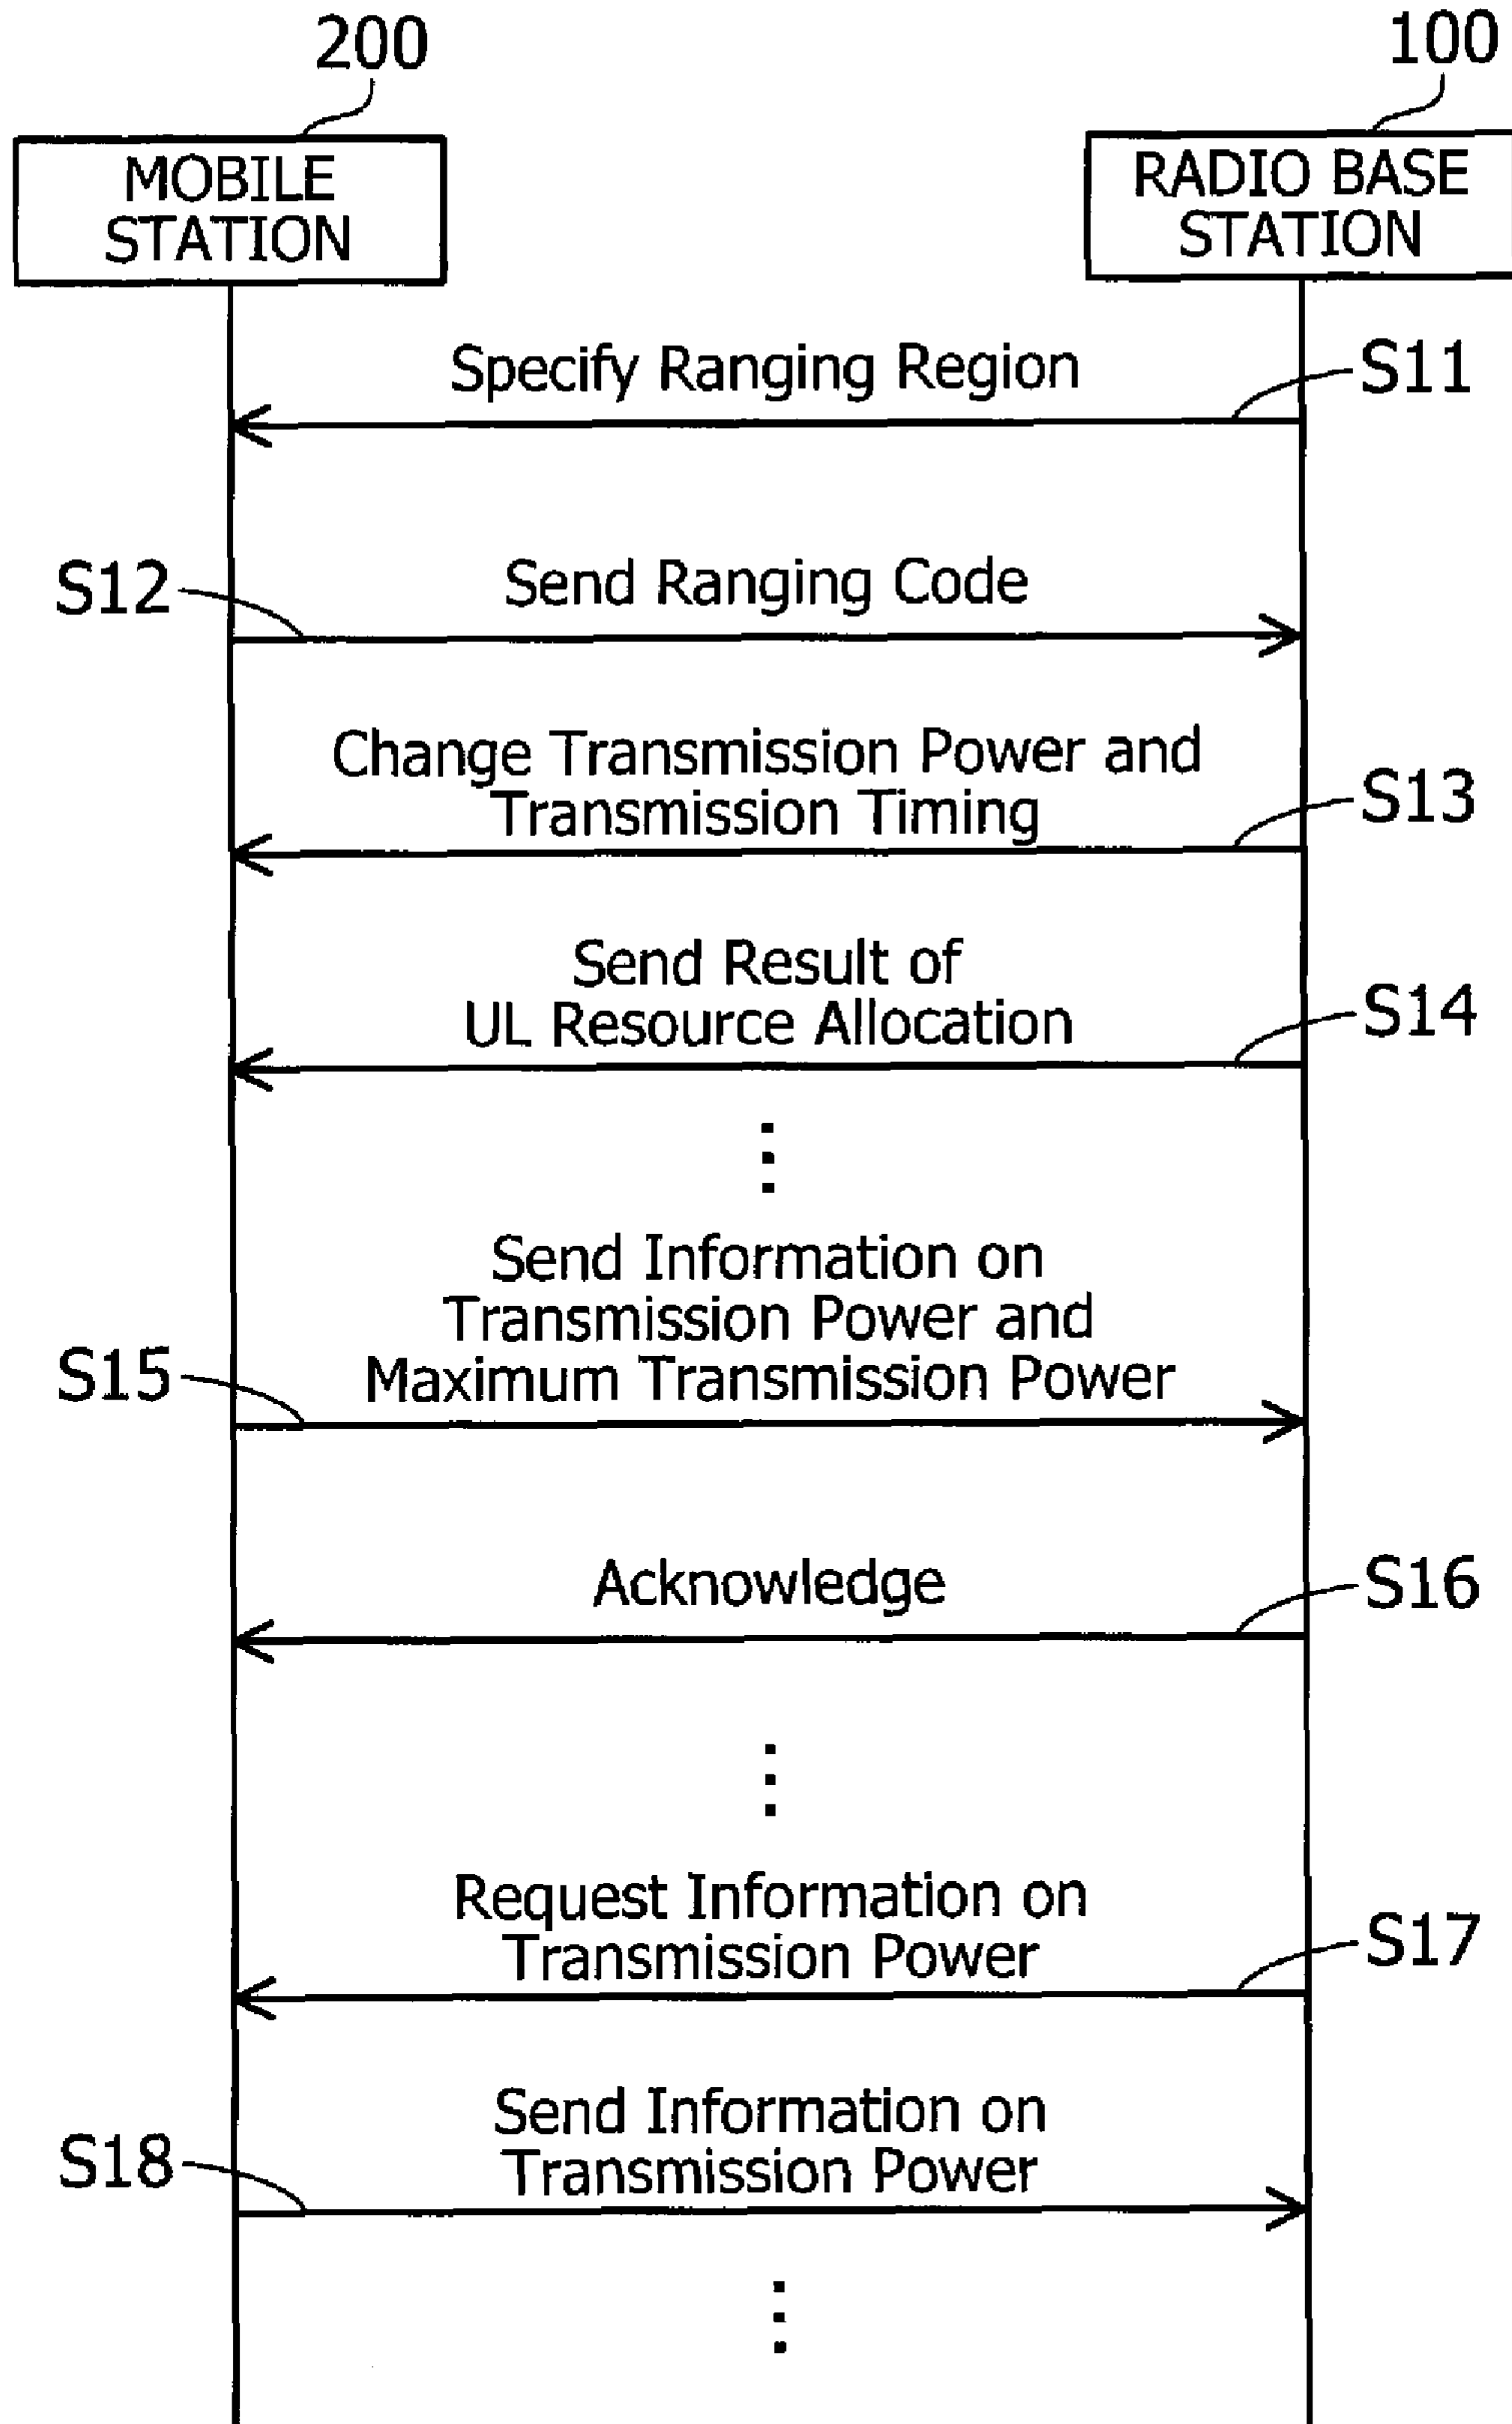 200
100
MOBILE
STATION
RADIO BASE
STATION
Specify Ranging Region
S11
S12
Send Ranging Code
Change Transmission Power and
Transmission Timing
S13
Send Result of
UL Resource Allocation
S14
Send Information on
Transmission Power and
Maximum Transmission Power
S15
Acknowledge
S16
Request Information on
Transmission Power
S17
Send Information on
Transmission Power
S18